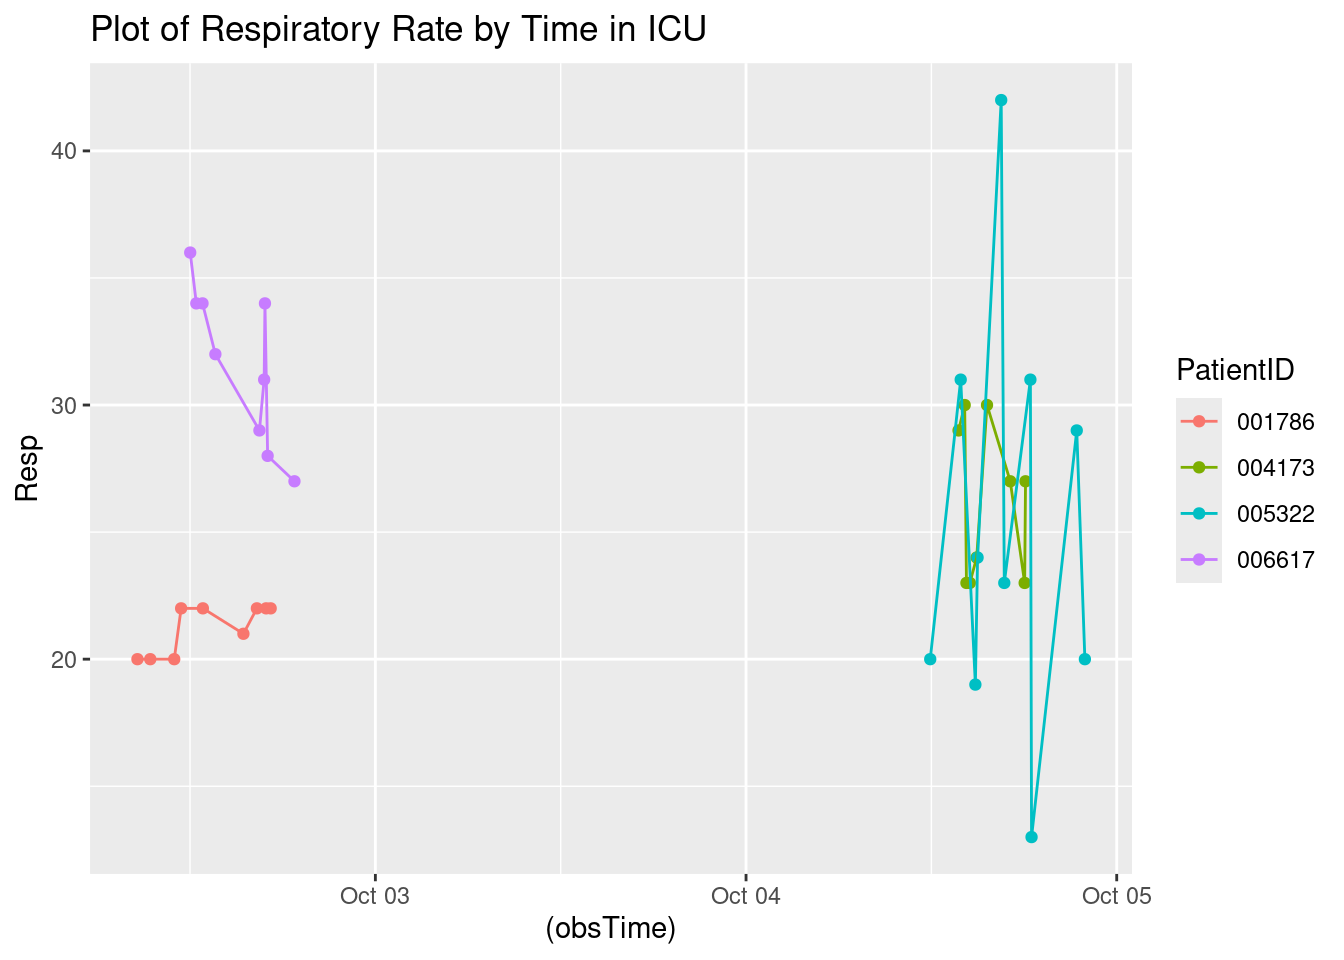 Plot of Respiratory Rate by Time in ICU
40
30
20
Resp
Oct 03
Oct 04
Oct 05
(obsTime)
PatientID
001786
004173
005322
006617